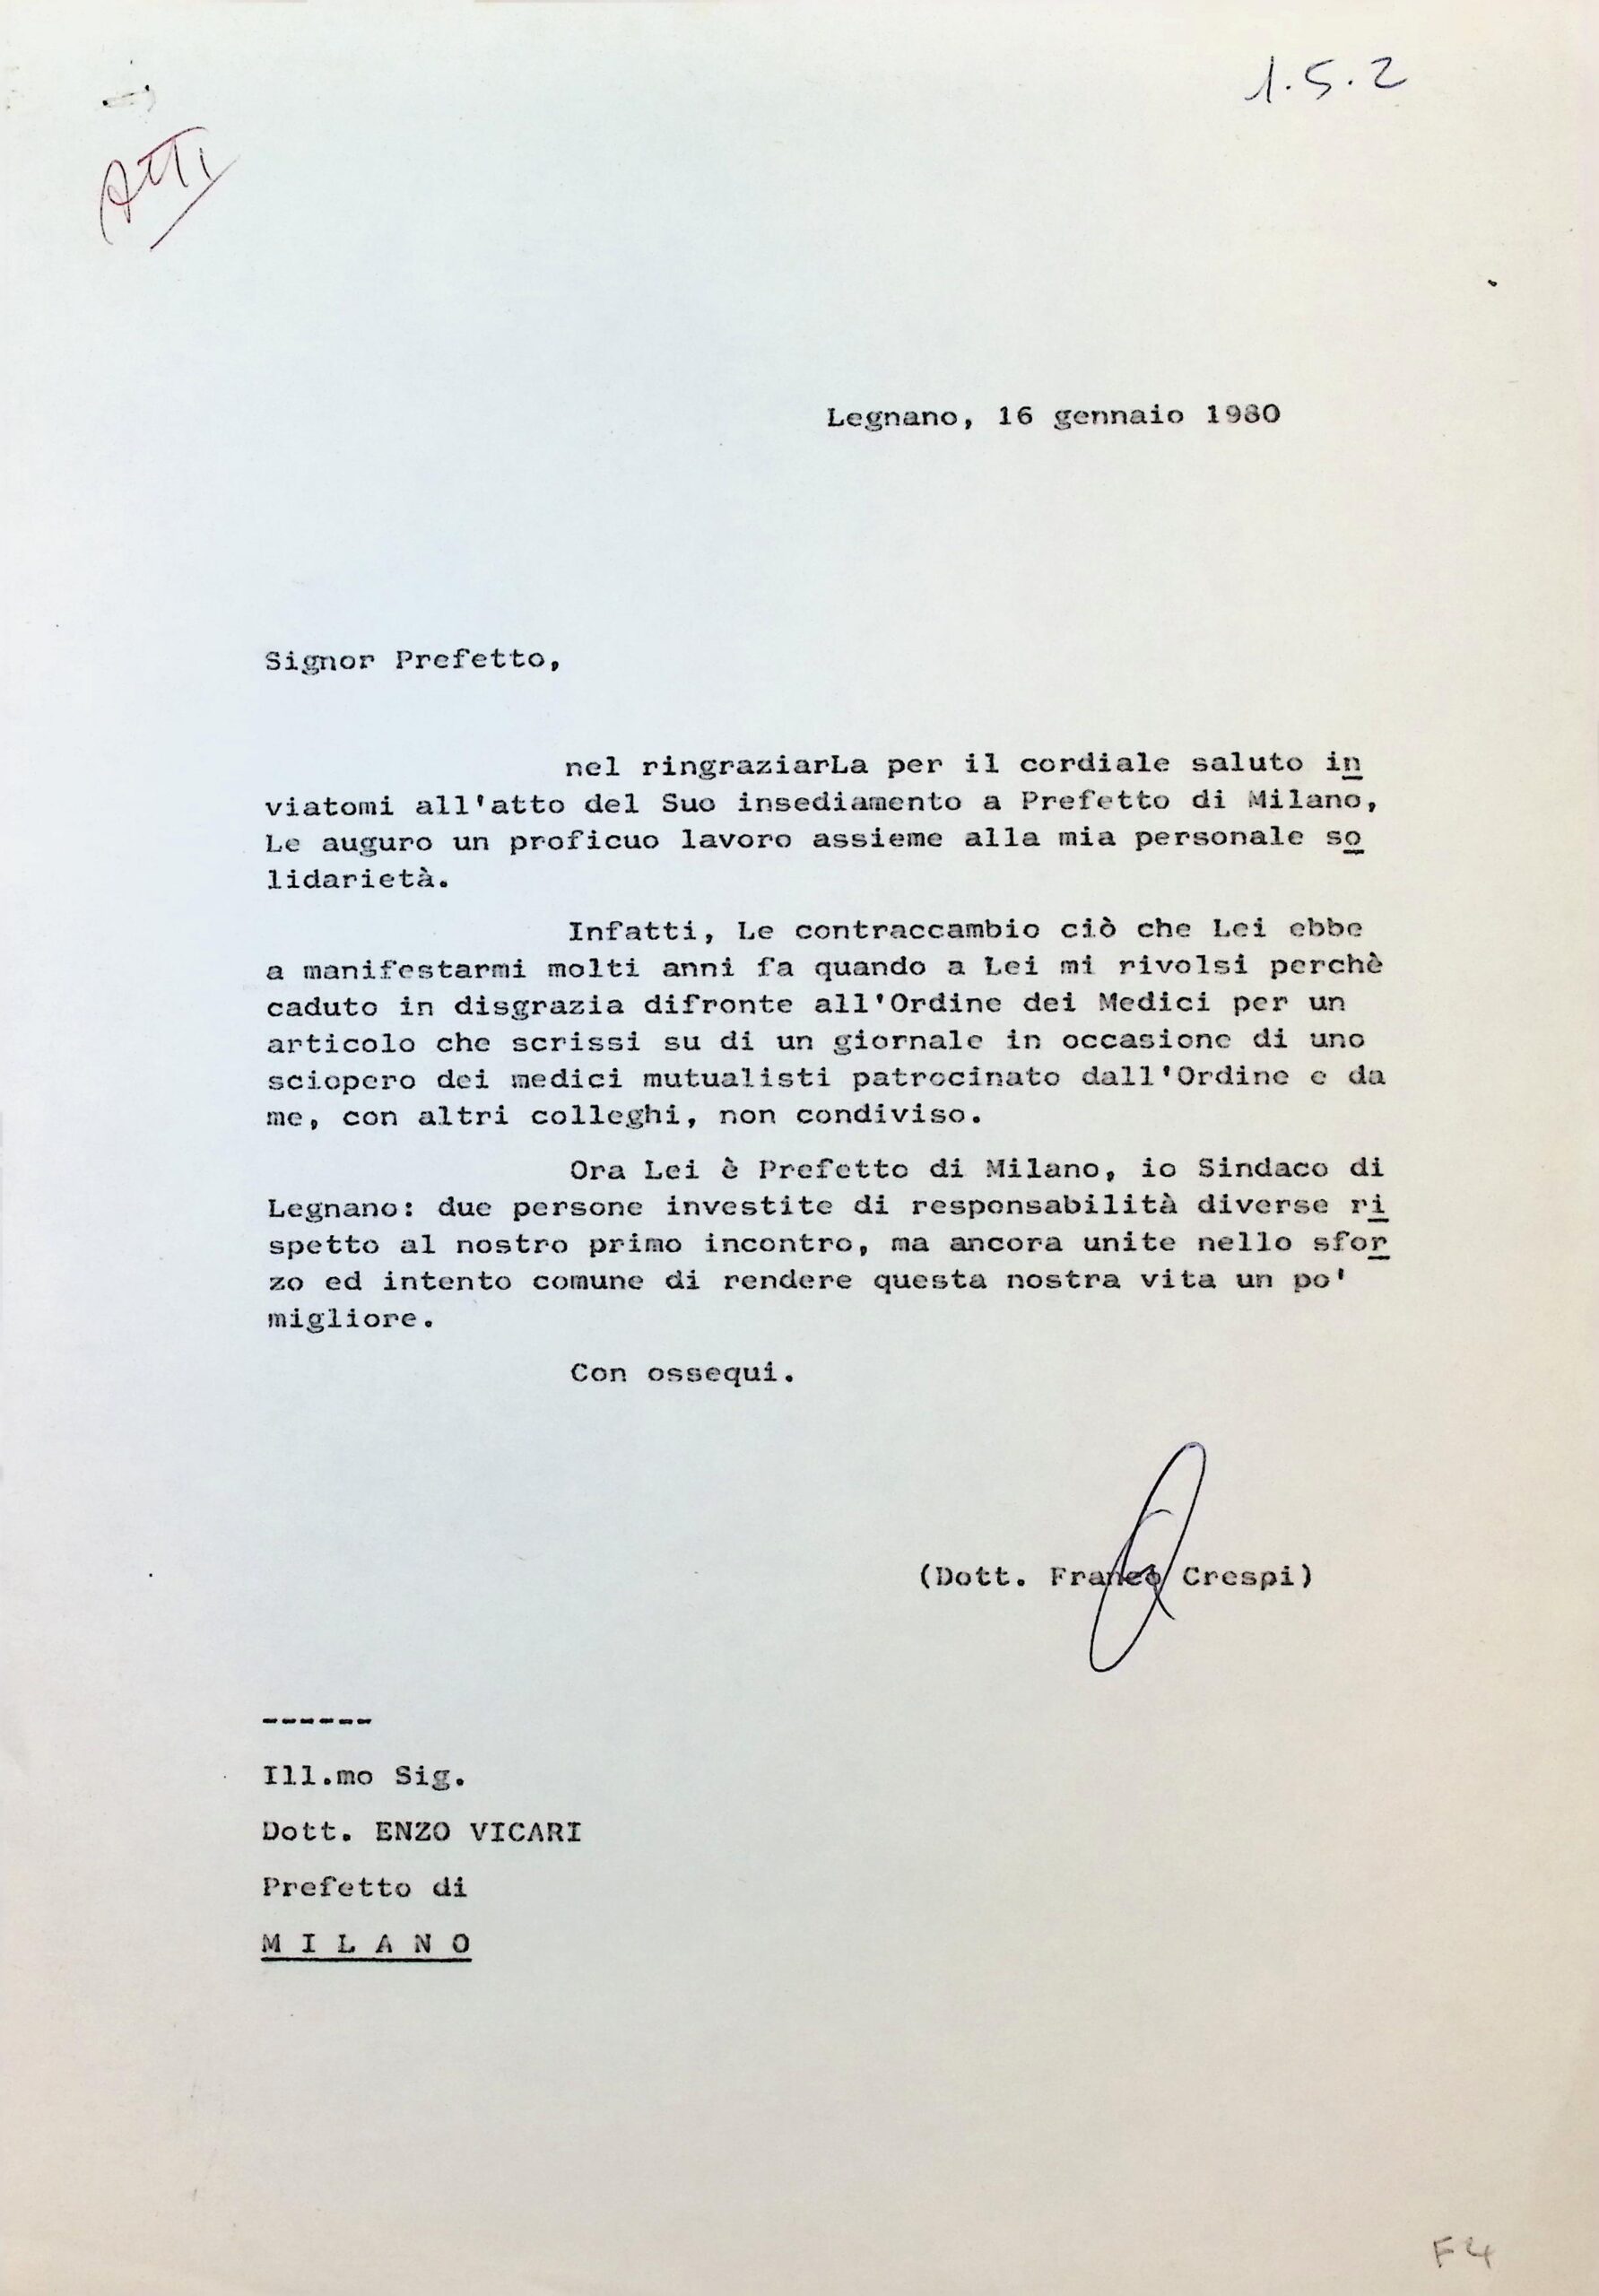 1.5.2
ATTI
Legnano, 16 gennaio 1980
Signor Prefetto,
nel ringraziarLa per il cordiale saluto in
viatomi all'atto del Suo insediamento a Prefetto di Milano,
Le auguro un proficuo lavoro assieme alla mia personale so
lidarietà.
Infatti, Le contraccambio ciò che Lei ebbe
a manifestarmi molti anni fa quando a Lei mi rivolsi perchè
caduto in disgrazia difronte all'Ordine dei Medici per un
articolo che scrissi su di un giornale in occasione di uno
sciopero dei medici mutualisti patrocinato dall'Ordine e da
me, con altri colleghi, non condiviso.
Ora Lei è Prefetto di Milano, io Sindaco di
Legnano: due persone investite di responsabilità diverse ri
spetto al nostro primo incontro, ma ancora unite nello sfor
zo ed intento comune di rendere questa nostra vita un po'
migliore.
Con ossequi.
(Dott. Franco Crespi)
------
Ill.mo Sig.
Dott. ENZO VICARI
Prefetto di
M I L A N O
F4